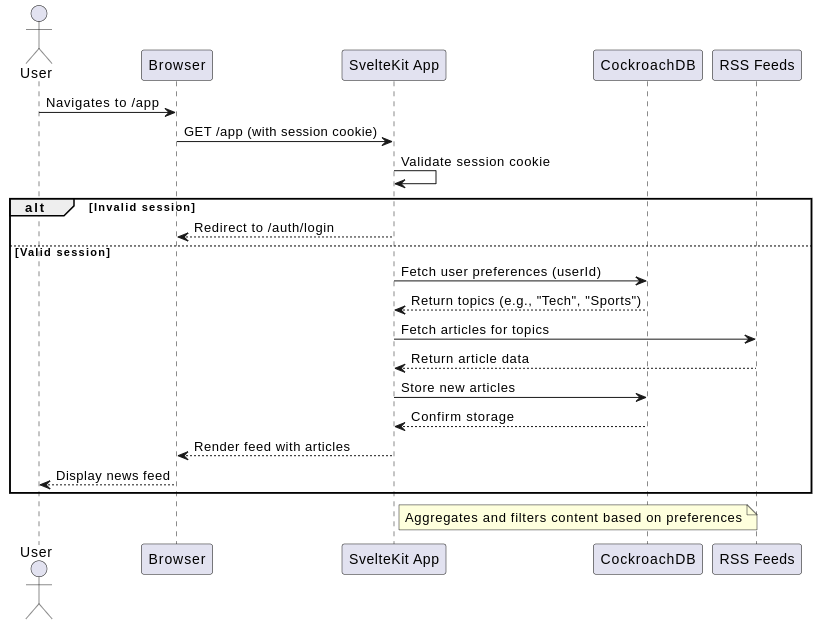 User
Browser
SvelteKit App
CockroachDB
RSS Feeds
Navigates to /app
GET /app (with session cookie)
Validate session cookie
alt
[Invalid session]
Redirect to /auth/login
[Valid session]
Fetch user preferences (userId)
Return topics (e.g., "Tech", "Sports")
Fetch articles for topics
Return article data
Store new articles
Confirm storage
Render feed with articles
Display news feed
Aggregates and filters content based on preferences
User
Browser
SvelteKit App
CockroachDB
RSS Feeds